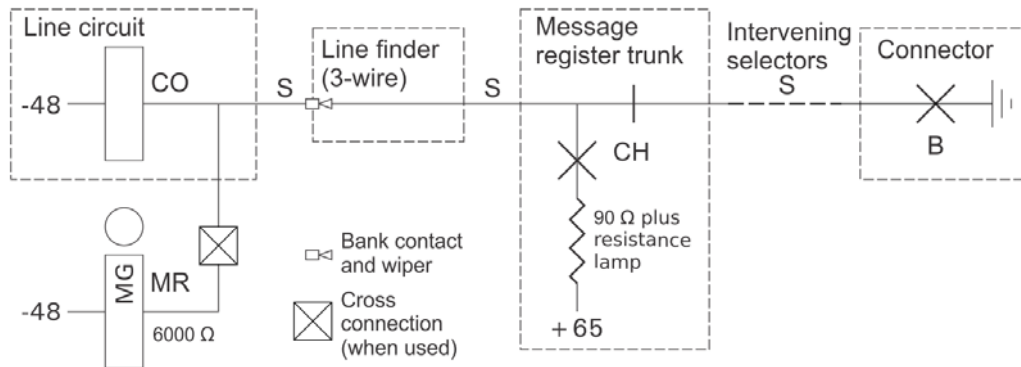 Line circuit
-48
CO
S
Line finder
(3-wire)
S
Message
register trunk
CH
90 Ω plus
resistance
lamp
+65
Intervening
selectors
S
Connector
B
MG
MR
-48
6000 Ω
Bank contact
and wiper
Cross
connection
(when used)